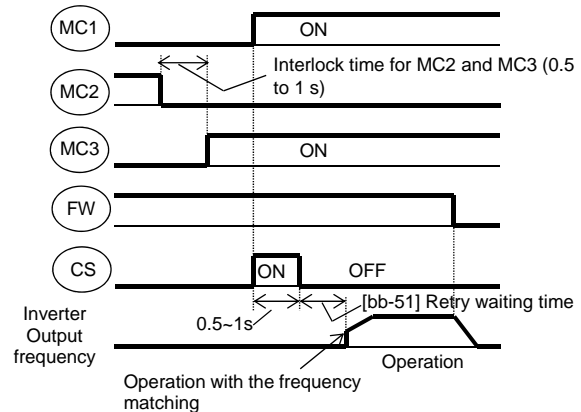 MC1
ON
Interlock time for MC2 and MC3 (0.5
to 1 s)
MC2
MC3
ON
FW
CS
ON
OFF
[bb-51] Retry waiting time
0.5~1s
Inverter
Output
frequency
Operation
Operation with the frequency
matching